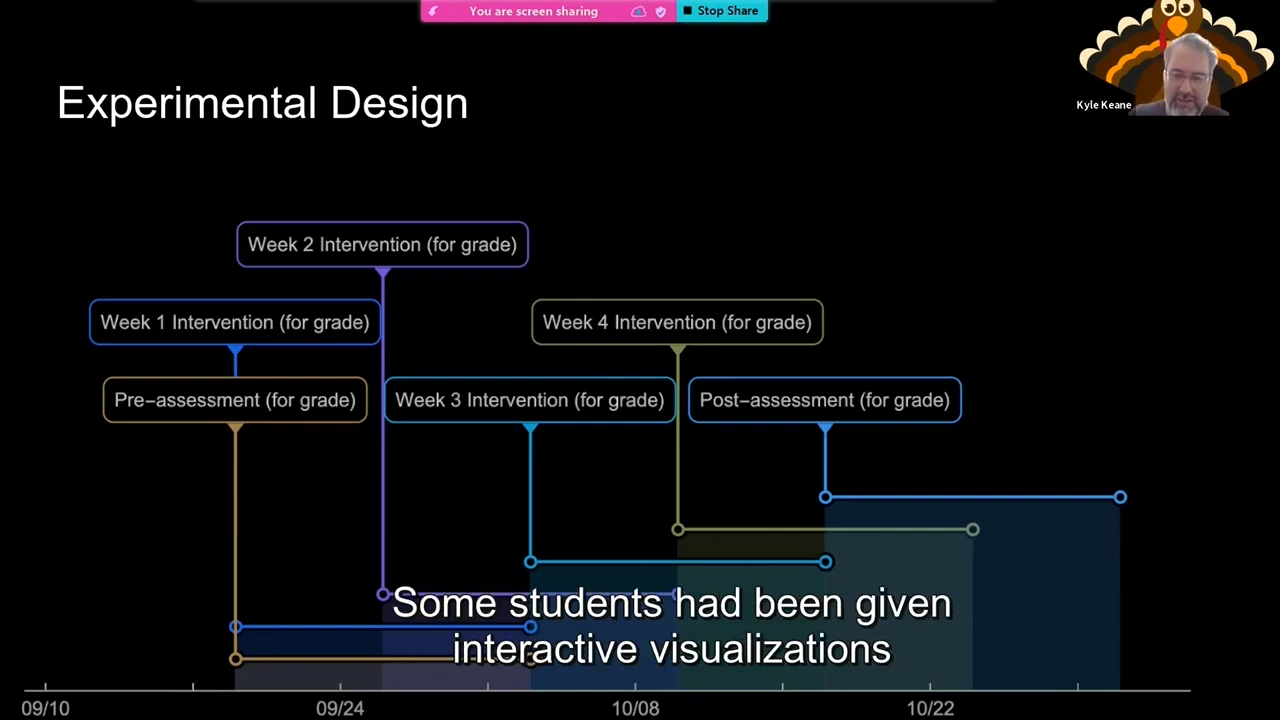 You are screen sharing
Stop Share
Kyle Keane
Experimental Design
Week 2 Intervention (for grade)
Week 1 Intervention (for grade)
Week 4 Intervention (for grade)
Pre-assessment (for grade)
Week 3 Intervention (for grade)
Post-assessment (for grade)
Some students had been given
interactive visualizations
09/10
09/24
10/08
10/22